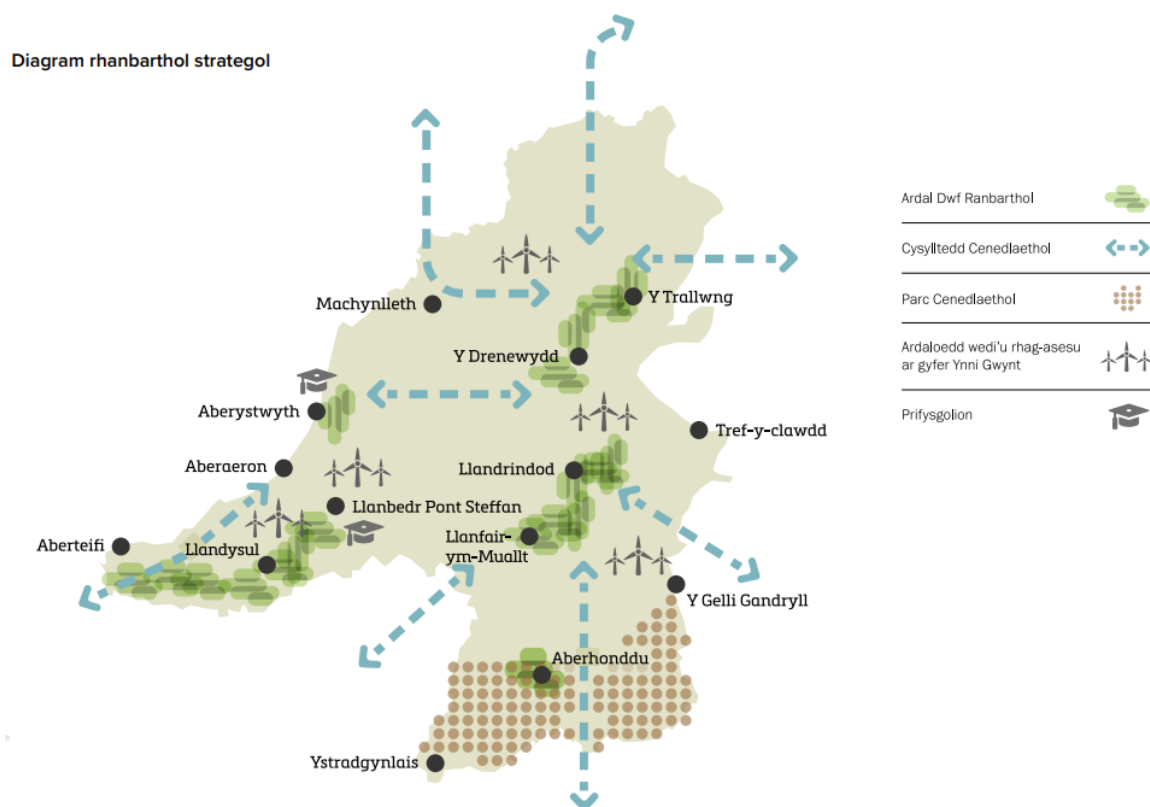 Diagram rhanbarthol strategol
Machynlleth
Y Trallwng
Y Drenewydd
Aberystwyth
Tref-y-clawdd
Aberaeron
Llandrindod
Llanbedr Pont Steffan
Aberteifi
Llandysul
Llanfair-
ym-Muallt
Y Gelli Gandryll
Aberhonddu
Ystradgynlais
Ardal Dwf Ranbarthol
Cysylltedd Cenedlaethol
Parc Cenedlaethol
Ardaloedd wedi'u rhag-asesu
ar gyfer Ynni Gwynt
Prifysgolion